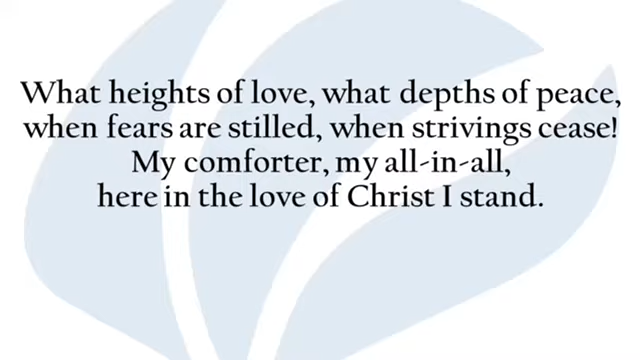 What heights of love, what depths of peace,
when fears are stilled, when strivings cease!
My comforter, my all-in-all,
here in the love of Christ I stand.